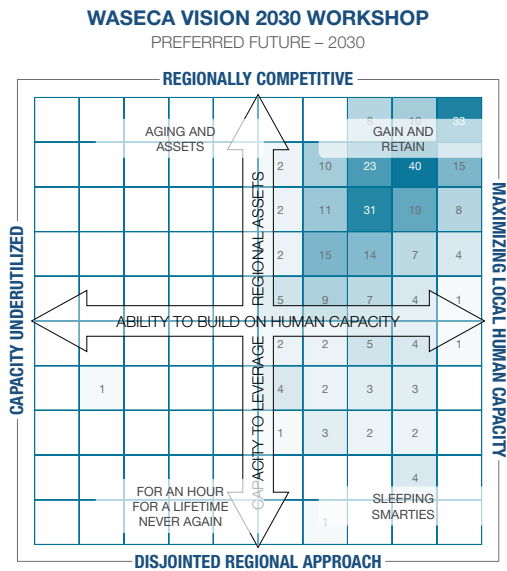 WASECA VISION 2030 WORKSHOP
PREFERRED FUTURE – 2030
REGIONALLY COMPETITIVE
8 10 33
AGING AND
ASSETS
GAIN AND
RETAIN
2 10 23 40 15
2 11 31 19 8
2 15 14 7 4
5 9 7 4 1
ABILITY TO BUILD ON HUMAN CAPACITY
CAPACITY TO LEVERAGE REGIONAL ASSETS
CAPACITY UNDERUTILIZED
MAXIMIZING LOCAL HUMAN CAPACITY
2 2 5 4 1
1 4 2 3 3
1 3 2 2
4
FOR AN HOUR
FOR A LIFETIME
NEVER AGAIN
SLEEPING
SMARTIES
1
DISJOINTED REGIONAL APPROACH